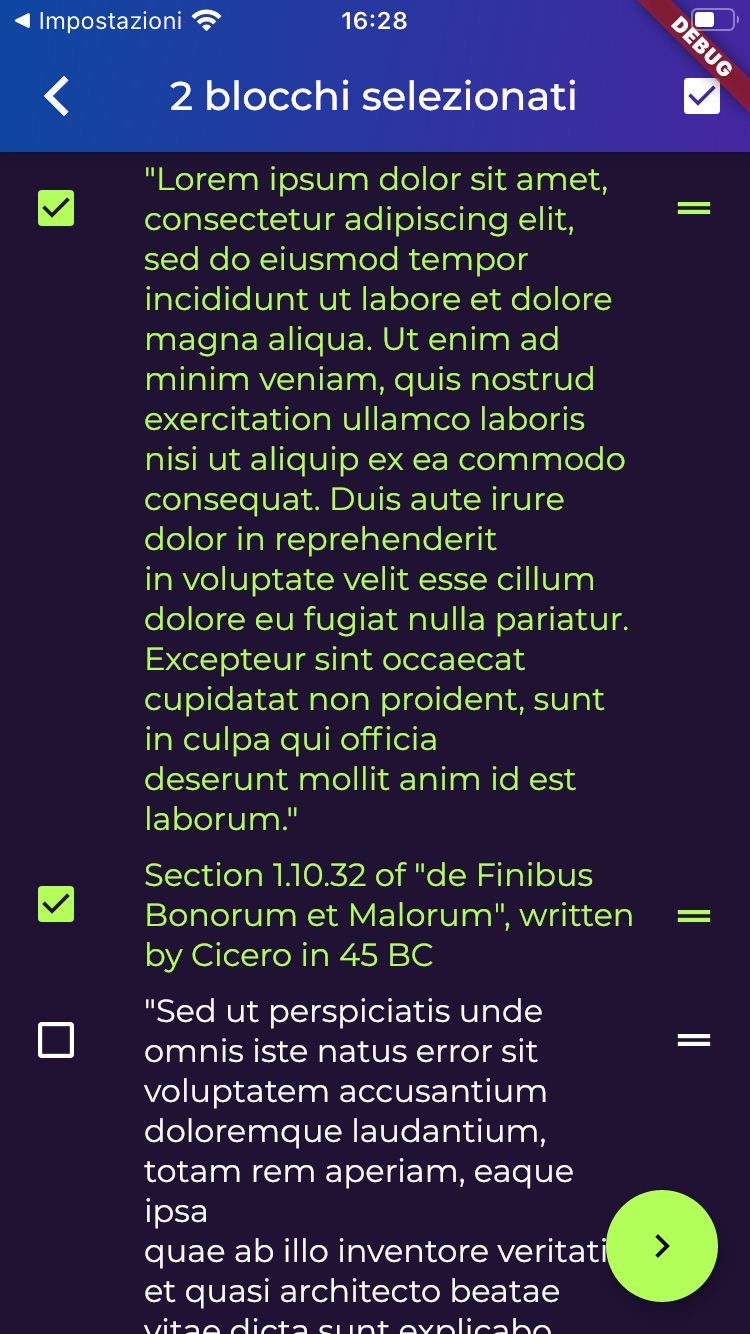 Impostazioni
16:28
DEBUG
2 blocchi selezionati
"Lorem ipsum dolor sit amet,
consectetur adipiscing elit,
sed do eiusmod tempor
incididunt ut labore et dolore
magna aliqua. Ut enim ad
minim veniam, quis nostrud
exercitation ullamco laboris
nisi ut aliquip ex ea commodo
consequat. Duis aute irure
dolor in reprehenderit
in voluptate velit esse cillum
dolore eu fugiat nulla pariatur.
Excepteur sint occaecat
cupidatat non proident, sunt
in culpa qui officia
deserunt mollit anim id est
laborum."
Section 1.10.32 of "de Finibus
Bonorum et Malorum", written
by Cicero in 45 BC
"Sed ut perspiciatis unde
omnis iste natus error sit
voluptatem accusantium
doloremque laudantium,
totam rem aperiam, eaque
ipsa
quae ab illo inventore veritati
et quasi architecto beatae
vitae dicta sunt explicabo